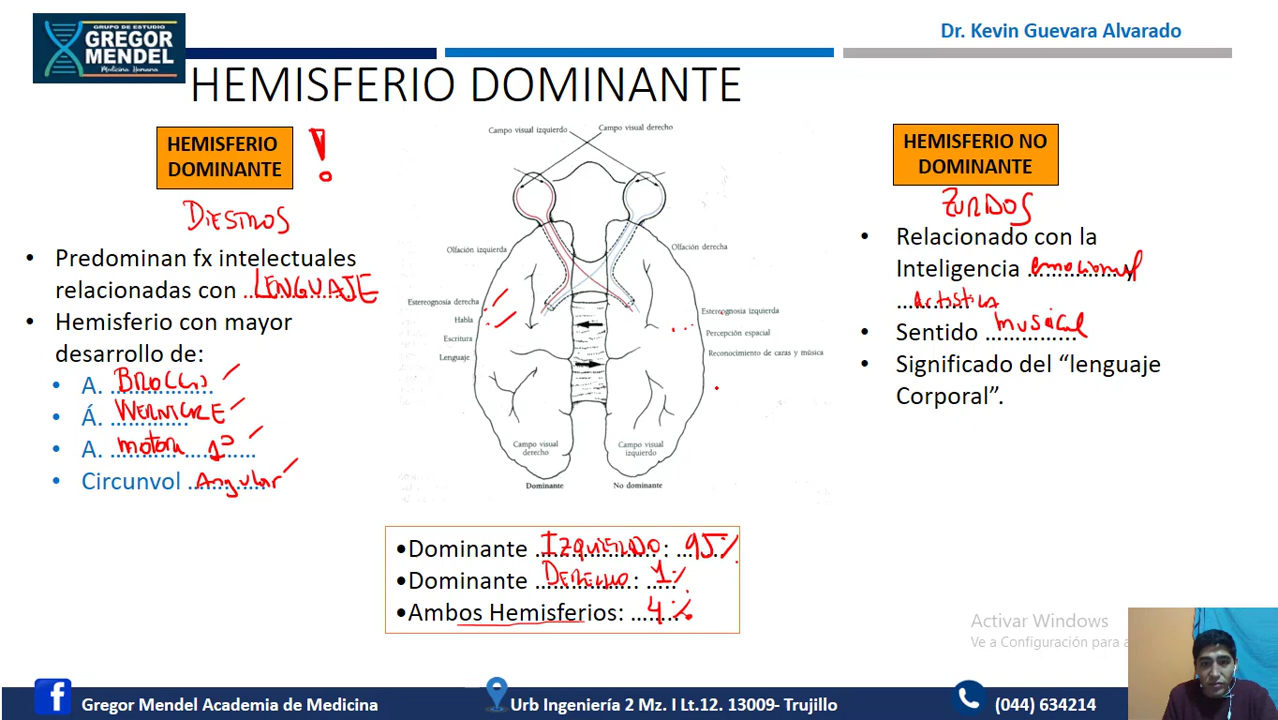 GRUPO DE ESTUDIO
GREGOR
MENDEL
Medicina Humana
Dr. Kevin Guevara Alvarado
HEMISFERIO DOMINANTE
HEMISFERIO
DOMINANTE
!
DIESTROS
• Predominan fx intelectuales
relacionadas con LENGUAJE
• Hemisferio con mayor
desarrollo de:
• A. BROCA
• Á. WERNICKE
• A. motora 1º
• Circunvol Angular
Campo visual izquierdo
Campo visual derecho
Olfación izquierda
Olfación derecha
Estereognosia derecha
Habla
Escritura
Lenguaje
Estereognosia izquierda
Percepción espacial
Reconocimiento de caras y música
Campo visual
derecho
Campo visual
izquierdo
Dominante
No dominante
•Dominante IZQUIERDO: 95%
•Dominante DERECHO: 1%
•Ambos Hemisferios: 4%
HEMISFERIO NO
DOMINANTE
ZURDOS
• Relacionado con la
Inteligencia emocional y
artistica
• Sentido musical
• Significado del “lenguaje
Corporal”.
Activar Windows
Ve a Configuración para a
Gregor Mendel Academia de Medicina
Urb Ingeniería 2 Mz. I Lt.12. 13009- Trujillo
(044) 634214